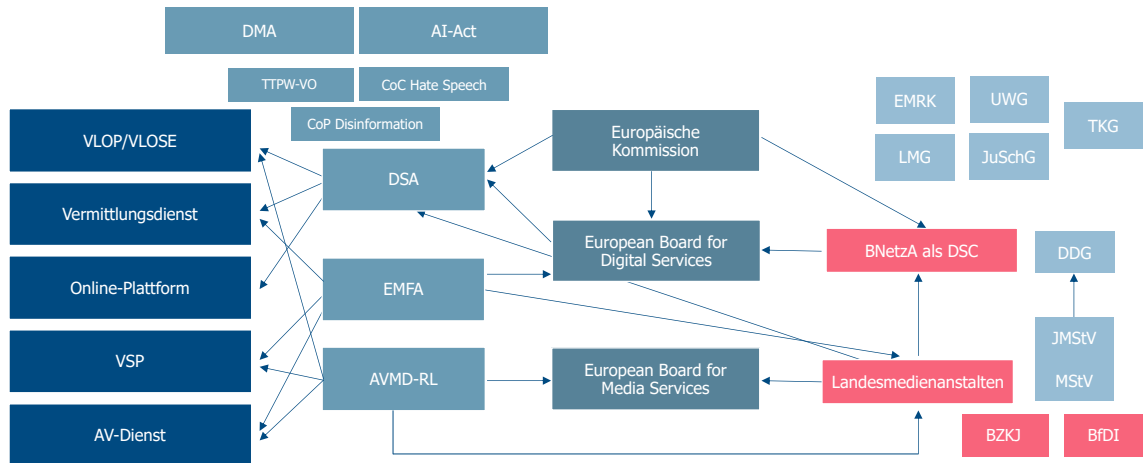 DMA
AI-Act
TTPW-VO
CoC Hate Speech
CoP Disinformation
VLOP/VLOSE
Vermittlungsdienst
Online-Plattform
VSP
AV-Dienst
DSA
EMFA
AVMD-RL
Europäische
Kommission
European Board for
Digital Services
European Board for
Media Services
EMRK
UWG
TKG
LMG
JuSchG
BNetzA als DSC
DDG
Landesmedienanstalten
JMStV
MStV
BZKJ
BfDI